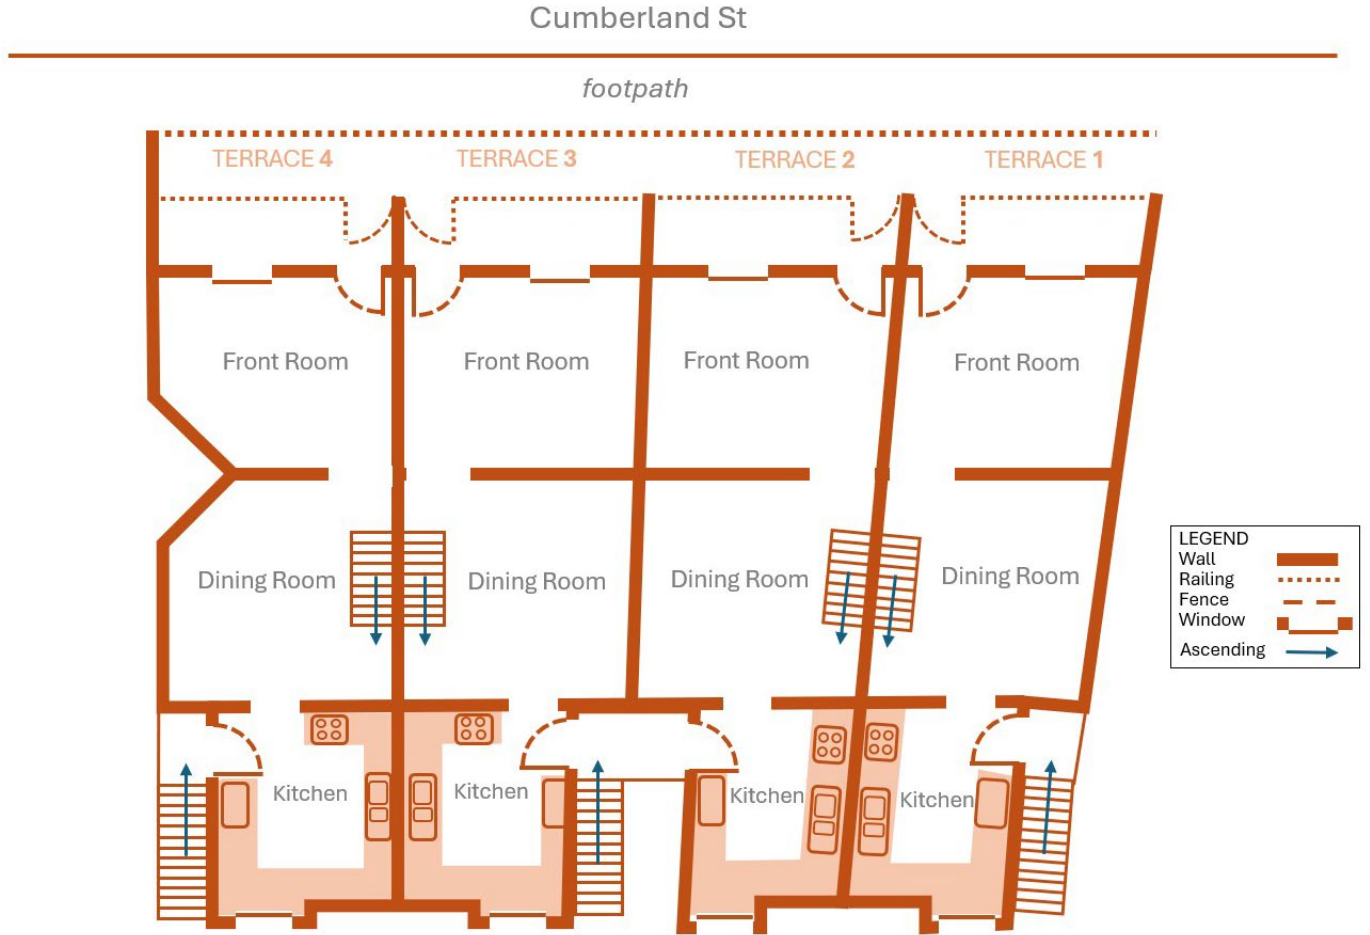 Cumberland St
footpath
TERRACE 4
TERRACE 3
TERRACE 2
TERRACE 1
Front Room
Front Room
Front Room
Front Room
Dining Room
Dining Room
Dining Room
Dining Room
LEGEND
Wall
Railing
Fence
Window
Ascending
Kitchen
Kitchen
Kitchen
Kitchen